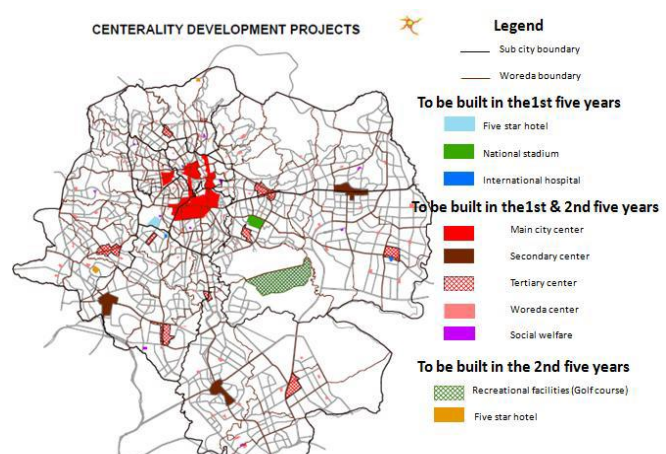 CENTERALITY DEVELOPMENT PROJECTS
Legend
Sub city boundary
Woreda boundary
To be built in the1st five years
Five star hotel
National stadium
International hospital
To be built in the1st & 2nd five years
Main city center
Secondary center
Tertiary center
Woreda center
Social welfare
To be built in the 2nd five years
Recreational facilities (Golf course)
Five star hotel